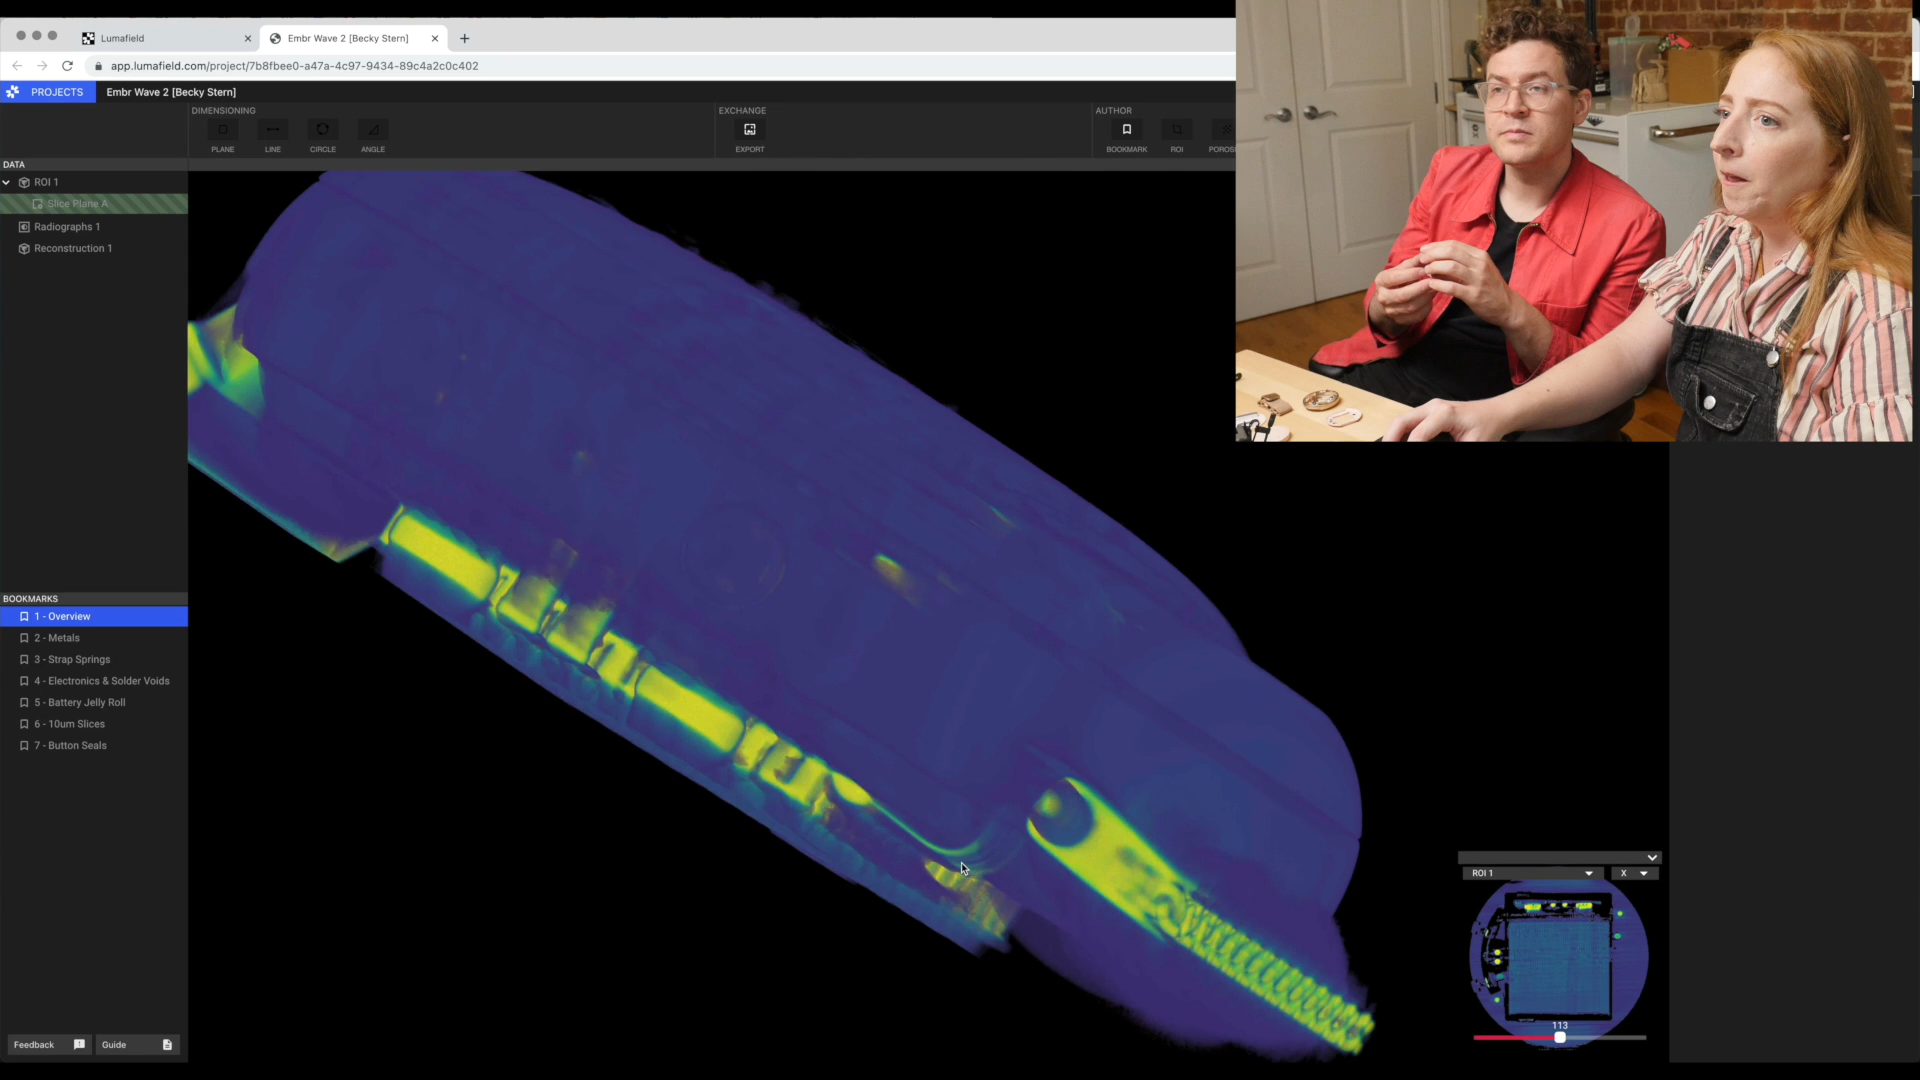 Lumafield
Embr Wave 2 [Becky Stern]
app.lumafield.com/project/7b8fbee0-a47a-4c97-9434-89c4a2c0c402
PROJECTS
Embr Wave 2 [Becky Stern]
DIMENSIONING
EXCHANGE
AUTHOR
PLANE
LINE
CIRCLE
ANGLE
EXPORT
BOOKMARK
ROI
DATA
ROI 1
Slice Plane A
Radiographs 1
Reconstruction 1
BOOKMARKS
1 - Overview
2 - Metals
3 - Strap Springs
4 - Electronics & Solder Voids
5 - Battery Jelly Roll
6 - 10um Slices
7 - Button Seals
ROI 1
X
113
Feedback
Guide